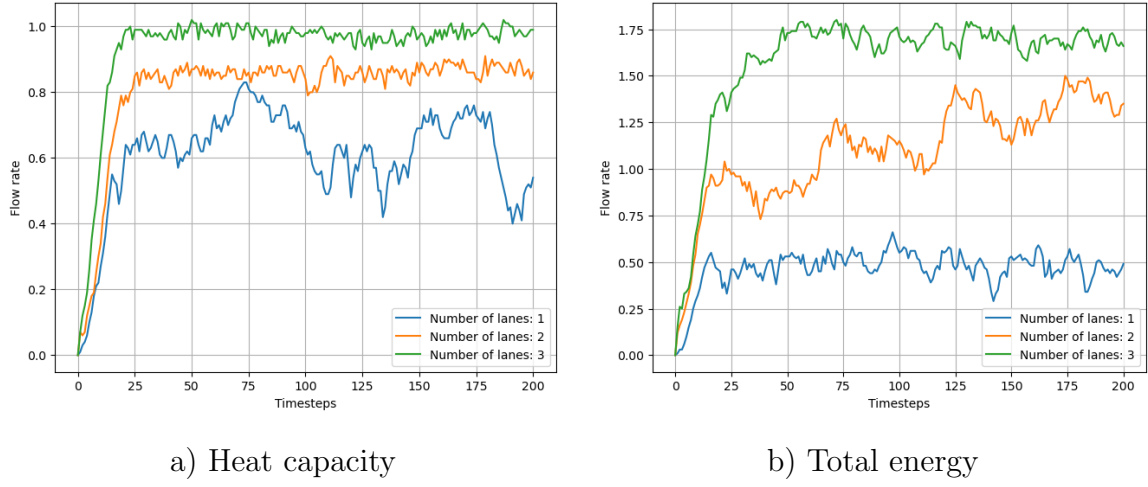 1.0
0.8
0.6
0.4
0.2
0.0
Flow rate
0 25 50 75 100 125 150 175 200
Timesteps
Number of lanes: 1
Number of lanes: 2
Number of lanes: 3
a) Heat capacity
1.75
1.50
1.25
1.00
0.75
0.50
0.25
0.00
Flow rate
0 25 50 75 100 125 150 175 200
Timesteps
Number of lanes: 1
Number of lanes: 2
Number of lanes: 3
b) Total energy